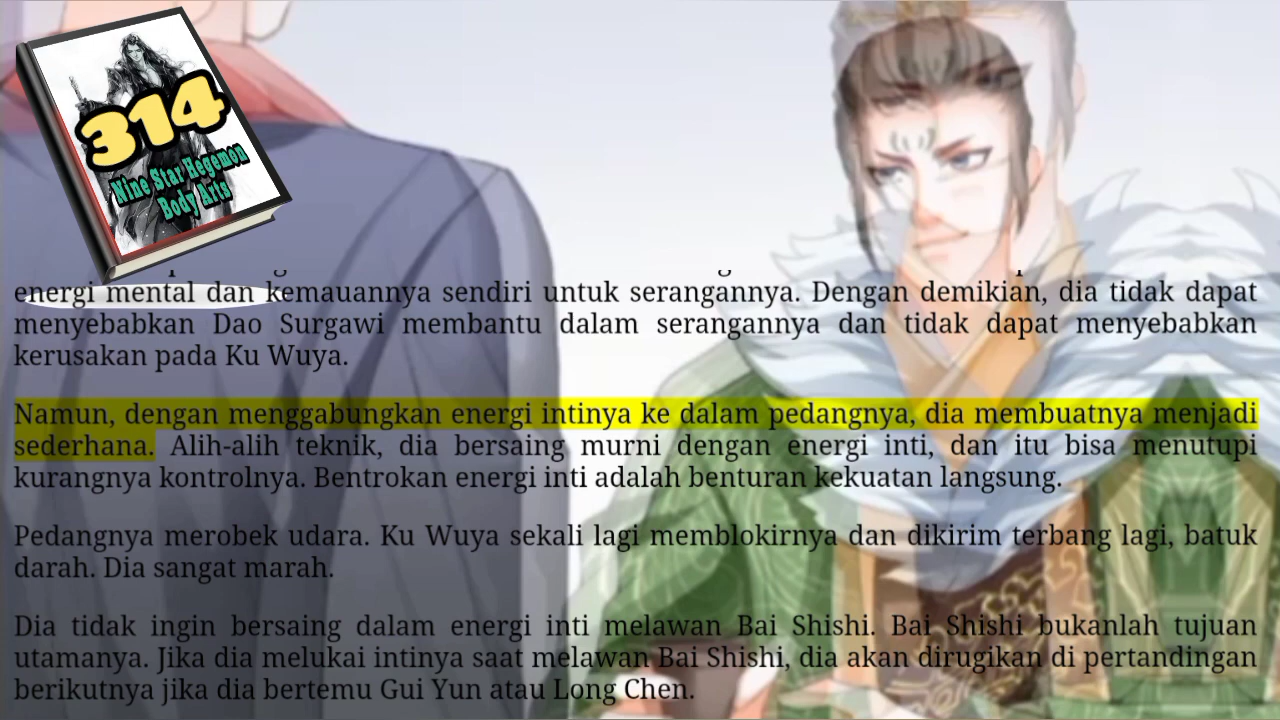 314
Nine Star Hegemon
Body Arts
energi mental dan kemauannya sendiri untuk serangannya. Dengan demikian, dia tidak dapat
menyebabkan Dao Surgawi membantu dalam serangannya dan tidak dapat menyebabkan
kerusakan pada Ku Wuya.
Namun, dengan menggabungkan energi intinya ke dalam pedangnya, dia membuatnya menjadi
sederhana. Alih-alih teknik, dia bersaing murni dengan energi inti, dan itu bisa menutupi
kurangnya kontrolnya. Bentrokan energi inti adalah benturan kekuatan langsung.
Pedangnya merobek udara. Ku Wuya sekali lagi memblokirnya dan dikirim terbang lagi, batuk
darah. Dia sangat marah.
Dia tidak ingin bersaing dalam energi inti melawan Bai Shishi. Bai Shishi bukanlah tujuan
utamanya. Jika dia melukai intinya saat melawan Bai Shishi, dia akan dirugikan di pertandingan
berikutnya jika dia bertemu Gui Yun atau Long Chen.